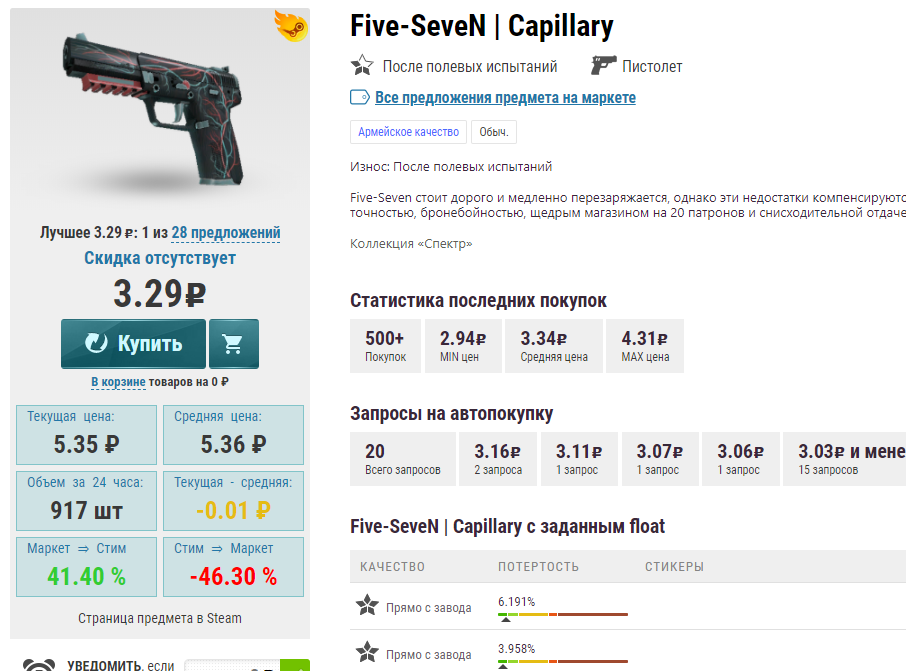 Five-SeveN | Capillary
После полевых испытаний
Пистолет
Все предложения предмета на маркете
Армейское качество
Обыч.
Износ: После полевых испытаний
Five-Seven стоит дорого и медленно перезаряжается, однако эти недостатки компенсируютс
точностью, бронебойностью, щедрым магазином на 20 патронов и снисходительной отдаче
Коллекция «Спектр»
Лучшее 3.29 ₽: 1 из 28 предложений
Скидка отсутствует
3.29₽
Купить
В корзине товаров на 0 ₽
Текущая цена:
5.35 ₽
Средняя цена:
5.36 ₽
Объем за 24 часа:
917 шт
Текущая - средняя:
-0.01 ₽
Маркет ⇒ Стим
41.40 %
Стим ⇒ Маркет
-46.30 %
Страница предмета в Steam
УВЕДОМИТЬ, если
Статистика последних покупок
500+
Покупок
2.94₽
MIN цен
3.34₽
Средняя цена
4.31₽
MAX цена
Запросы на автопокупку
20
Всего запросов
3.16₽
2 запроса
3.11₽
1 запрос
3.07₽
1 запрос
3.06₽
1 запрос
3.03₽ и мене
15 запросов
Five-SeveN | Capillary с заданным float
КАЧЕСТВО
ПОТЕРТОСТЬ
СТИКЕРЫ
Прямо с завода
6.191%
Прямо с завода
3.958%